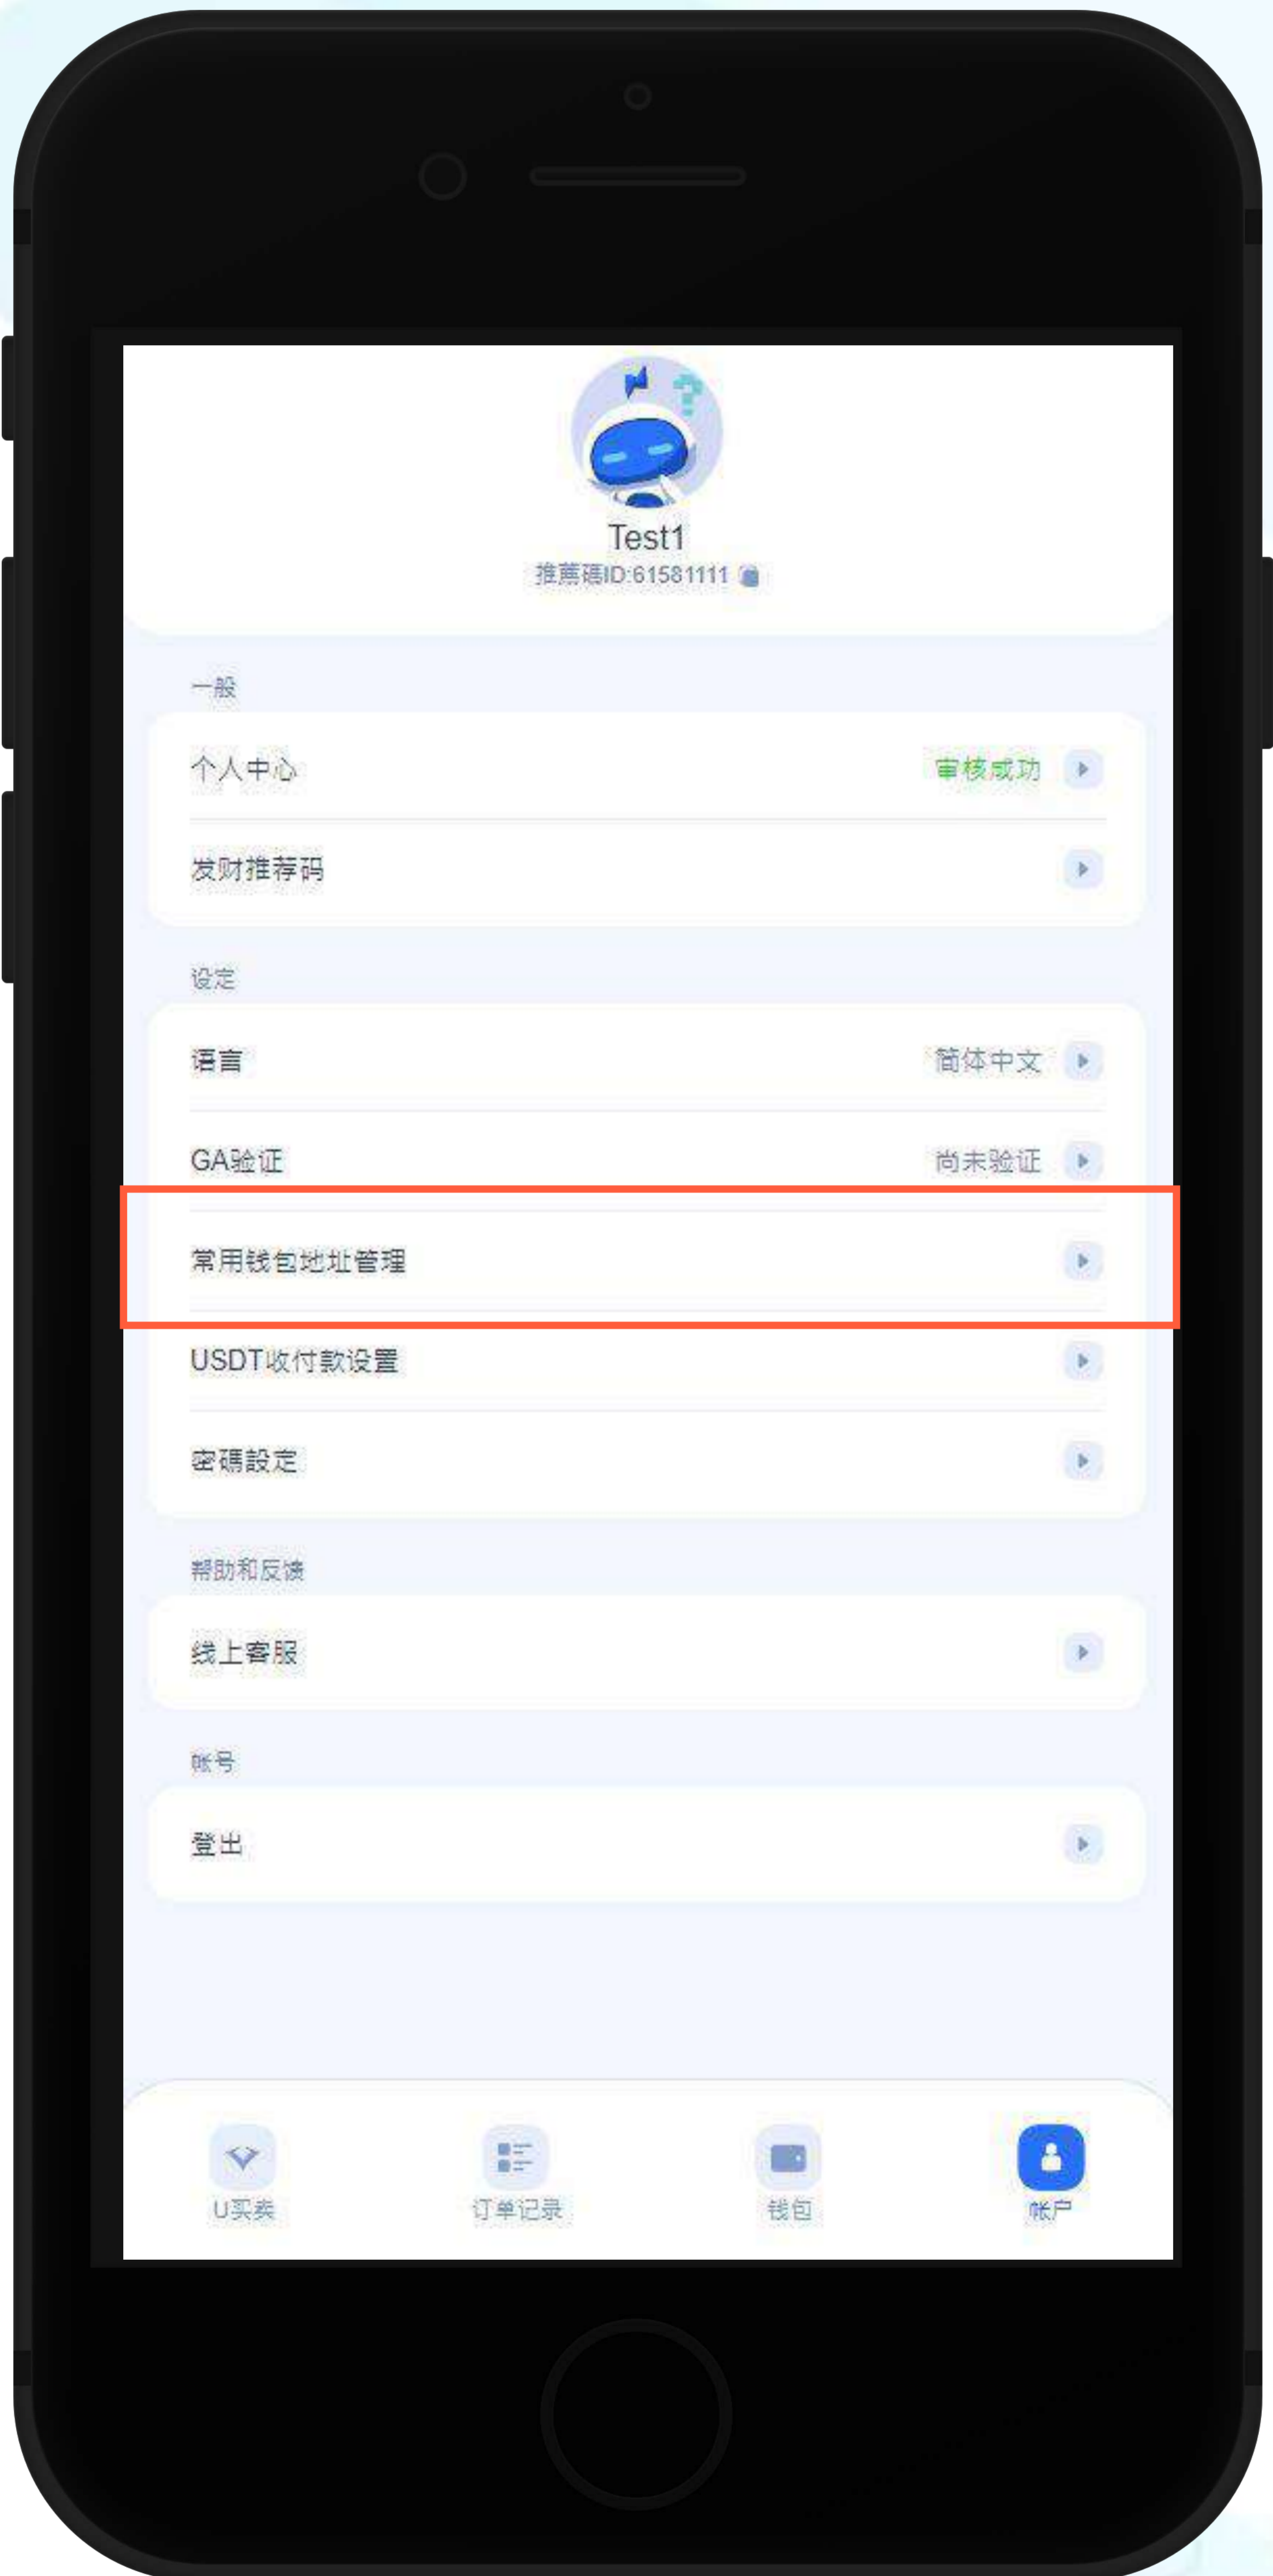 Test1
推薦碼ID:61581111
一般
个人中心 审核成功
发财推荐码
设定
语言 简体中文
GA验证 尚未验证
常用钱包地址管理
USDT收付款设置
密碼設定
帮助和反馈
线上客服
帐号
登出
U买卖 订单记录 钱包 帐户